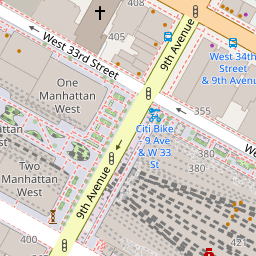 408
405
West 33rd Street
9th Avenue
West 34th
Street
& 9th Avenue
One
Manhattan
West
355
Citi Bike
- 9 Ave
& W 33
St
380
380
Two
Manhattan
West
9th Avenue
400
421